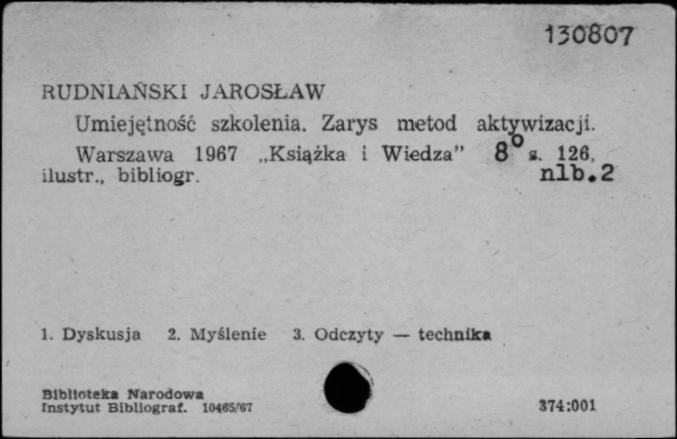 130807
RUDNIAŃSKI JAROSŁAW
Umiejętność szkolenia. Zarys metod aktywizacji.
Warszawa 1967 „Książka i Wiedza” 8° s. 126,
ilustr., bibliogr. nlb.2
1. Dyskusja 2. Myślenie 3. Odczyty — technika
Biblioteka Narodowa
Instytut Bibliograf. 10465/67 374:001